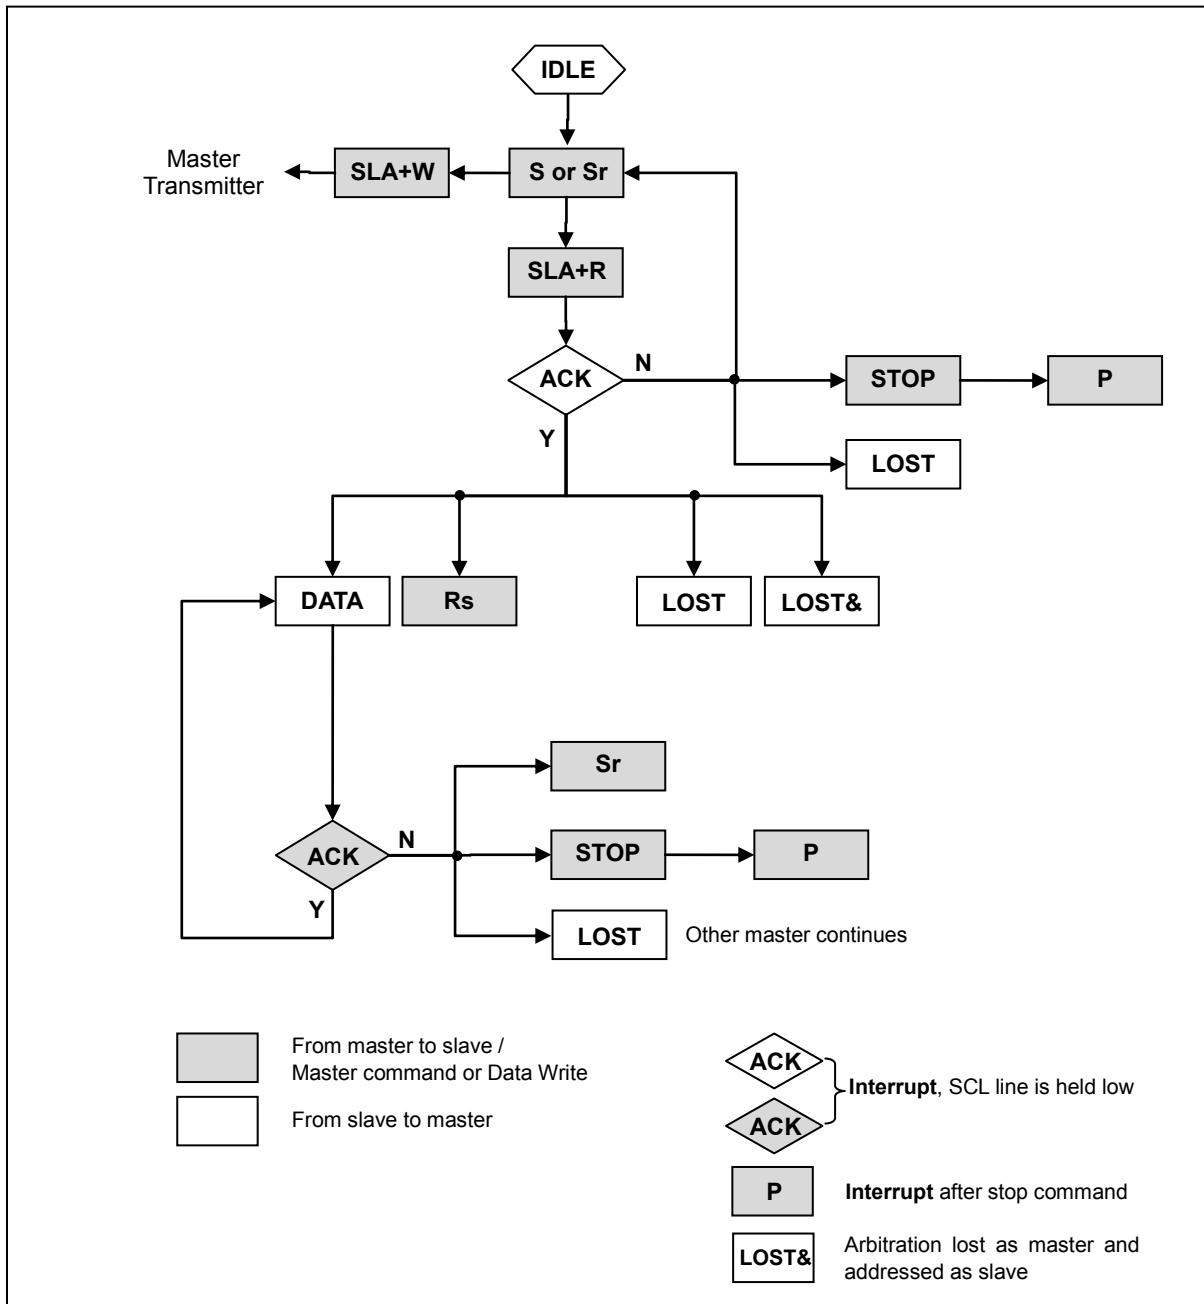 IDLE
Master
Transmitter
SLA+W
S or Sr
SLA+R
ACK
N
STOP
P
Y
LOST
DATA
Rs
LOST
LOST&
Sr
ACK
N
STOP
P
Y
LOST
Other master continues
From master to slave /
Master command or Data Write
From slave to master
ACK
Interrupt, SCL line is held low
ACK
P
Interrupt after stop command
LOST&
Arbitration lost as master and
addressed as slave